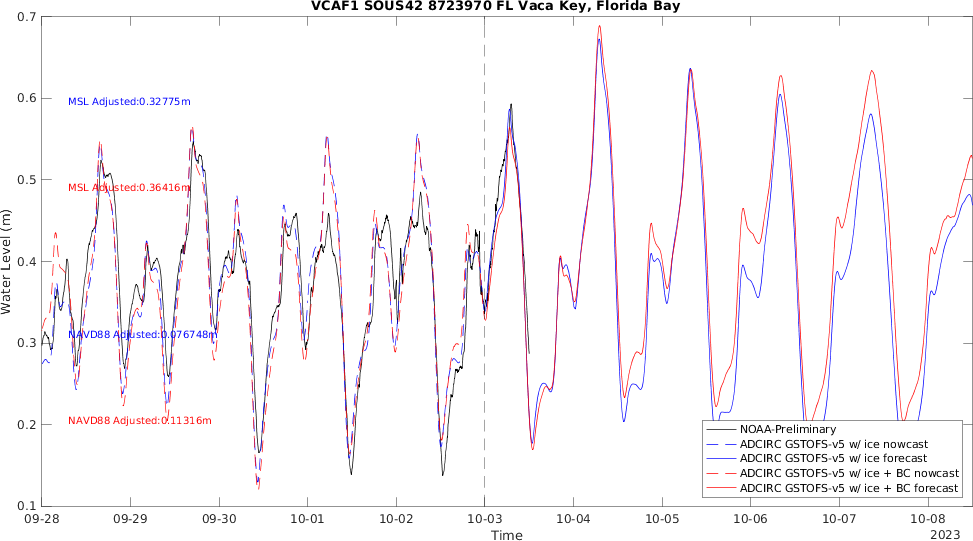 VCAF1 SOUS42 8723970 FL Vaca Key, Florida Bay
0.7
0.6
0.5
0.4
0.3
0.2
0.1
Water Level (m)
MSL Adjusted:0.32775m
MSL Adjusted:0.36416m
NAVD88 Adjusted:0.076748m
NAVD88 Adjusted:0.11316m
NOAA-Preliminary
ADCIRC GSTOFS-v5 w/ ice nowcast
ADCIRC GSTOFS-v5 w/ ice forecast
ADCIRC GSTOFS-v5 w/ ice + BC nowcast
ADCIRC GSTOFS-v5 w/ ice + BC forecast
09-28 09-29 09-30 10-01 10-02 10-03 10-04 10-05 10-06 10-07 10-08
Time
2023